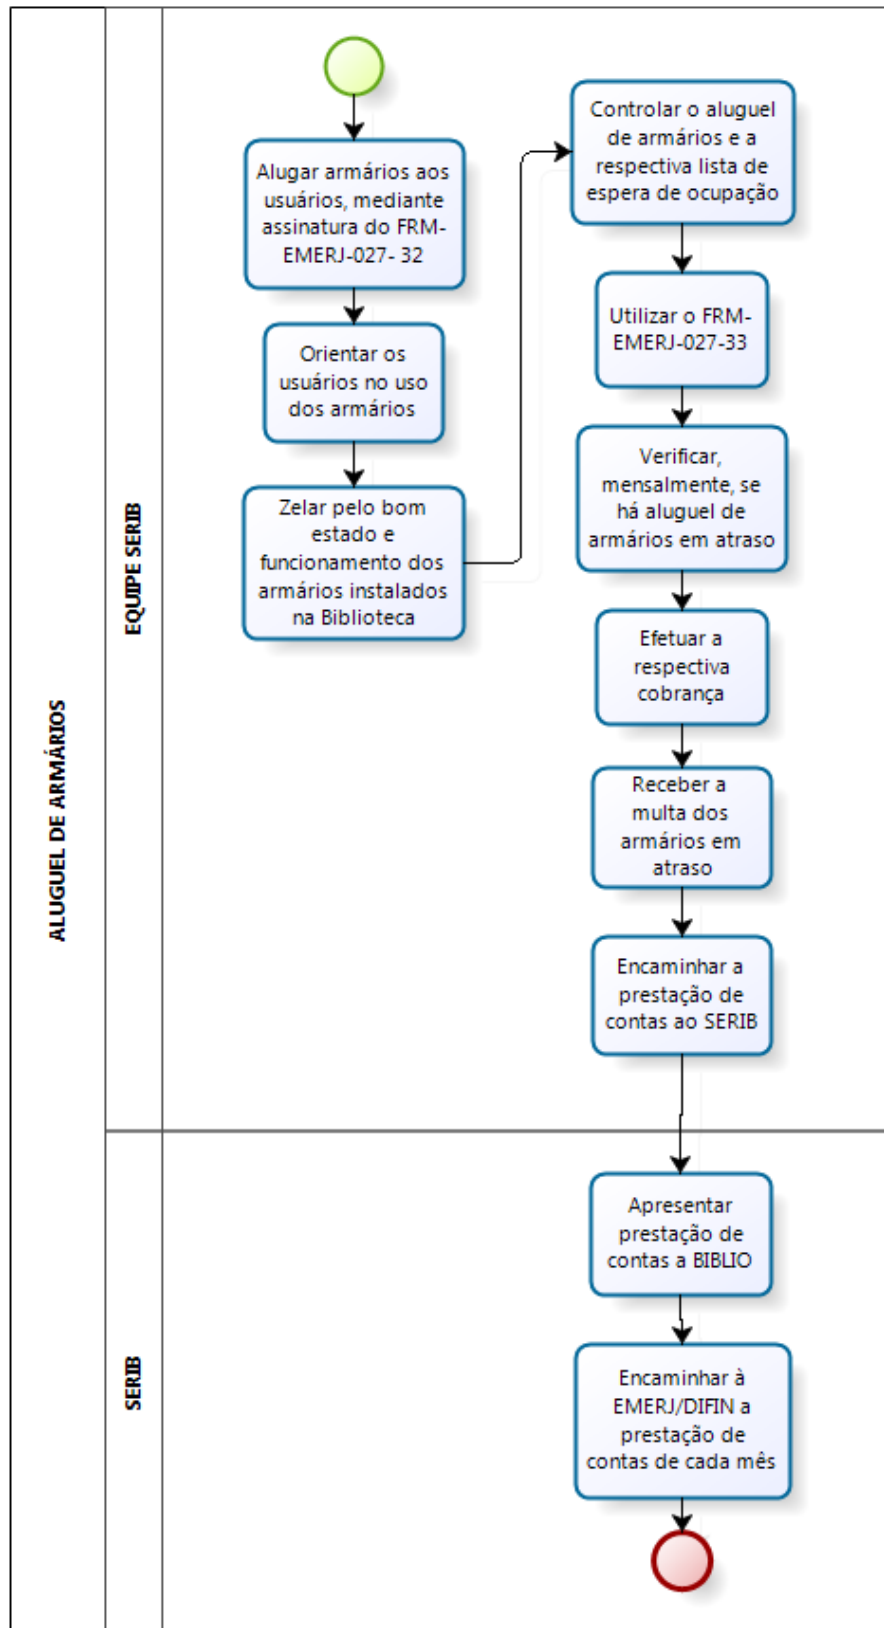 ALUGUEL DE ARMÁRIOS
EQUIPE SERIB
Alugar armários aos
usuários, mediante
assinatura do FRM-
EMERJ-027- 32
Orientar os
usuários no uso
dos armários
Zelar pelo bom
estado e
funcionamento dos
armários instalados
na Biblioteca
Controlar o aluguel
de armários e a
respectiva lista de
espera de ocupação
Utilizar o FRM-
EMERJ-027-33
Verificar,
mensalmente, se
há aluguel de
armários em atraso
Efetuar a
respectiva
cobrança
Receber a
multa dos
armários em
atraso
Encaminhar a
prestação de
contas ao SERIB
SERIB
Apresentar
prestação de
contas a BIBLIO
Encaminhar à
EMERJ/DIFIN a
prestação de
contas de cada mês